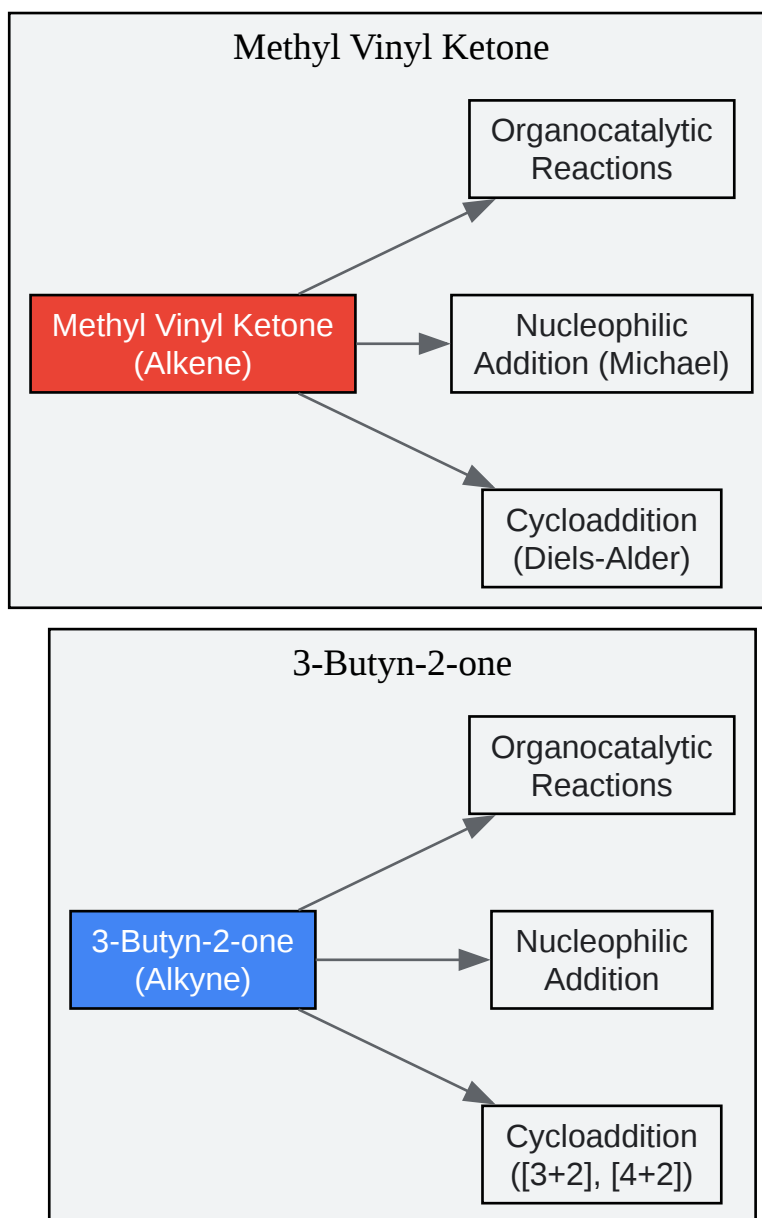 Methyl Vinyl Ketone
Organocatalytic
Reactions
Methyl Vinyl Ketone
(Alkene)
Nucleophilic
Addition (Michael)
Cycloaddition
(Diels-Alder)
3-Butyn-2-one
Organocatalytic
Reactions
3-Butyn-2-one
(Alkyne)
Nucleophilic
Addition
Cycloaddition
([3+2], [4+2])